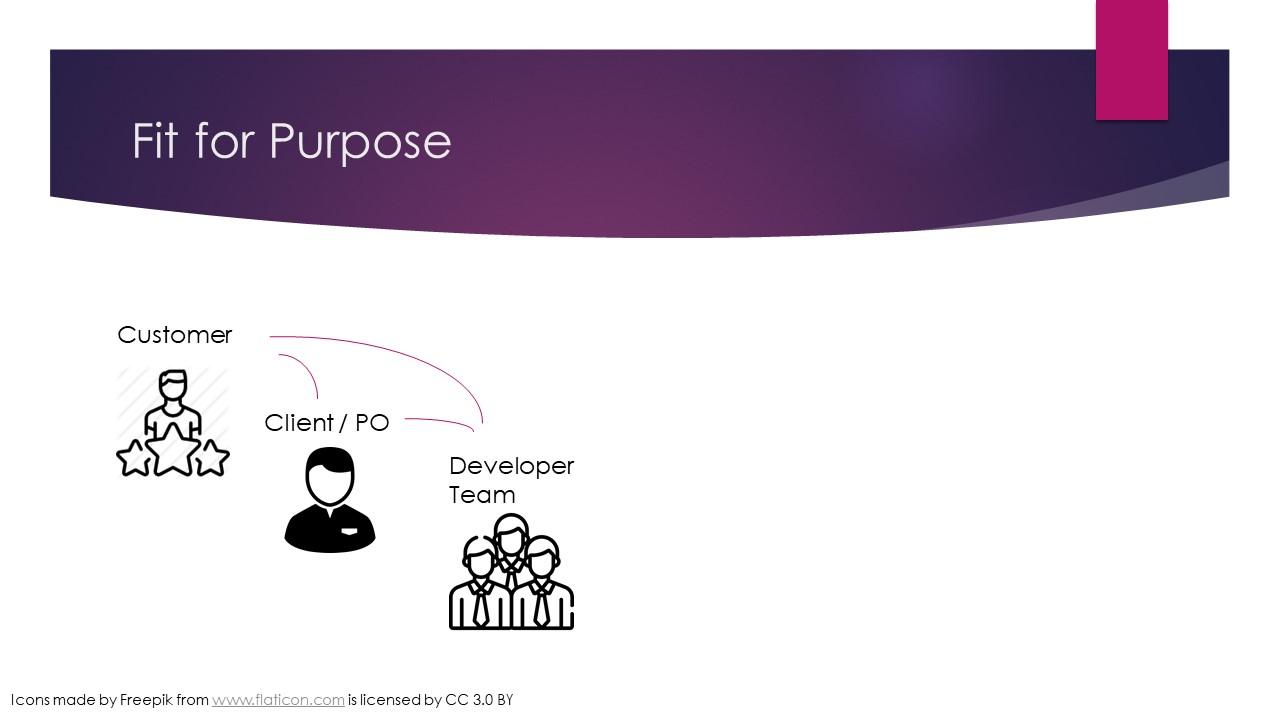 Fit for Purpose
Customer
Client / PO
Developer
Team
Icons made by Freepik from www.flaticon.com is licensed by CC 3.0 BY